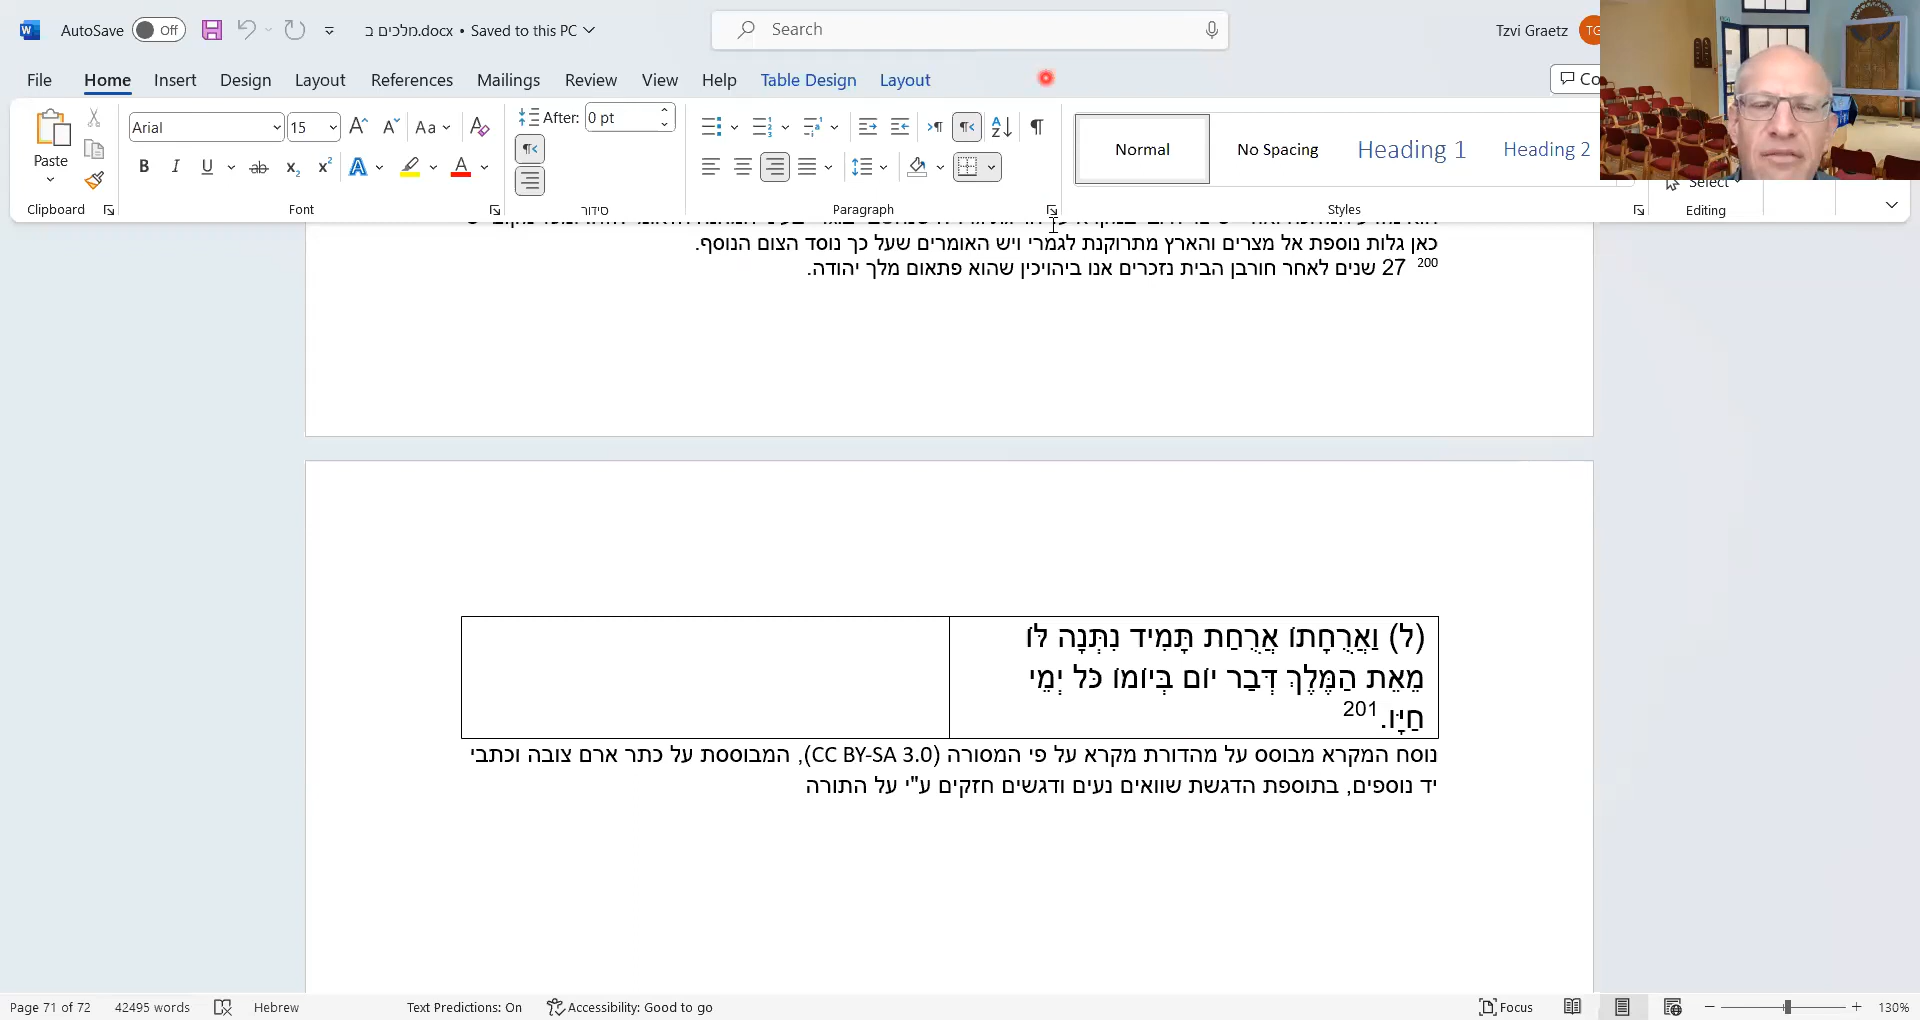 AutoSave Off מלכים ב.docx • Saved to this PC Search Tzvi Graetz TG
File Home Insert Design Layout References Mailings Review View Help Table Design Layout Co
Paste Arial 15 Aa After: 0 pt Normal No Spacing Heading 1 Heading 2
Select
Clipboard Font סידור Paragraph Styles Editing
כאן גלות נוספת אל מצרים והארץ מתרוקנת לגמרי ויש האומרים שעל כך נוסד הצום הנוסף.
200 27 שנים לאחר חורבן הבית נזכרים אנו ביהויכין שהוא פתאום מלך יהודה.
(ל) וַאֲרֻחָתוֹ אֲרֻחַת תָּמִיד נִתְּנָה לּוֹ
מֵאֵת הַמֶּלֶךְ דְּבַר יוֹם בְּיוֹמוֹ כֹּל יְמֵי
חַיָּו.201
נוסח המקרא מבוסס על מהדורת מקרא על פי המסורה (CC BY-SA 3.0), המבוססת על כתר ארם צובה וכתבי
יד נוספים, בתוספת הדגשת שוואים נעים ודגשים חזקים ע"י על התורה
Page 71 of 72 42495 words Hebrew Text Predictions: On Accessibility: Good to go Focus 130%